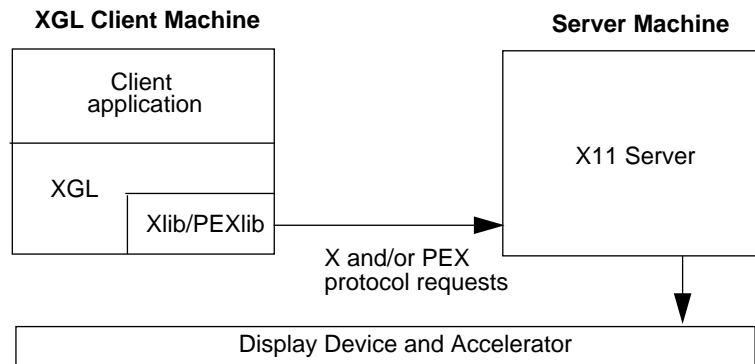 XGL Client Machine
Server Machine
Client
application
XGL
Xlib/PEXlib
X11 Server
X and/or PEX
protocol requests
Display Device and Accelerator